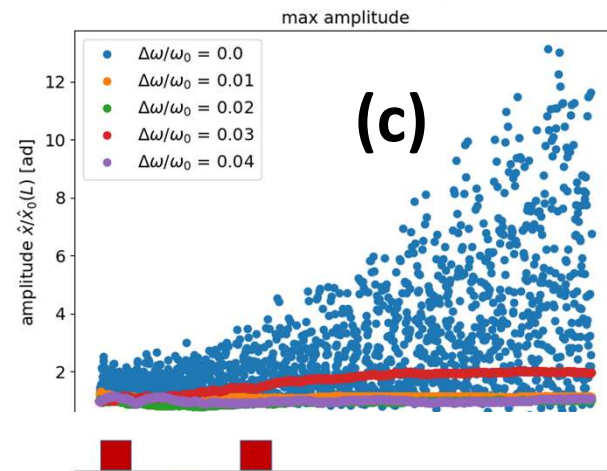 max amplitude
Δω/ω₀ = 0.0
Δω/ω₀ = 0.01
Δω/ω₀ = 0.02
Δω/ω₀ = 0.03
Δω/ω₀ = 0.04
(c)
amplitude x̂/x̂₀(L) [ad]
12
10
8
6
4
2